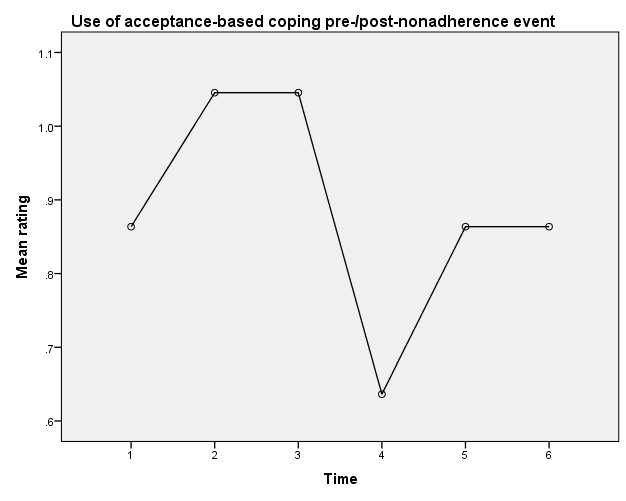 Use of acceptance-based coping pre-/post-nonadherence event
1.1
1.0
.9
.8
.7
.6
Mean rating
1 2 3 4 5 6
Time